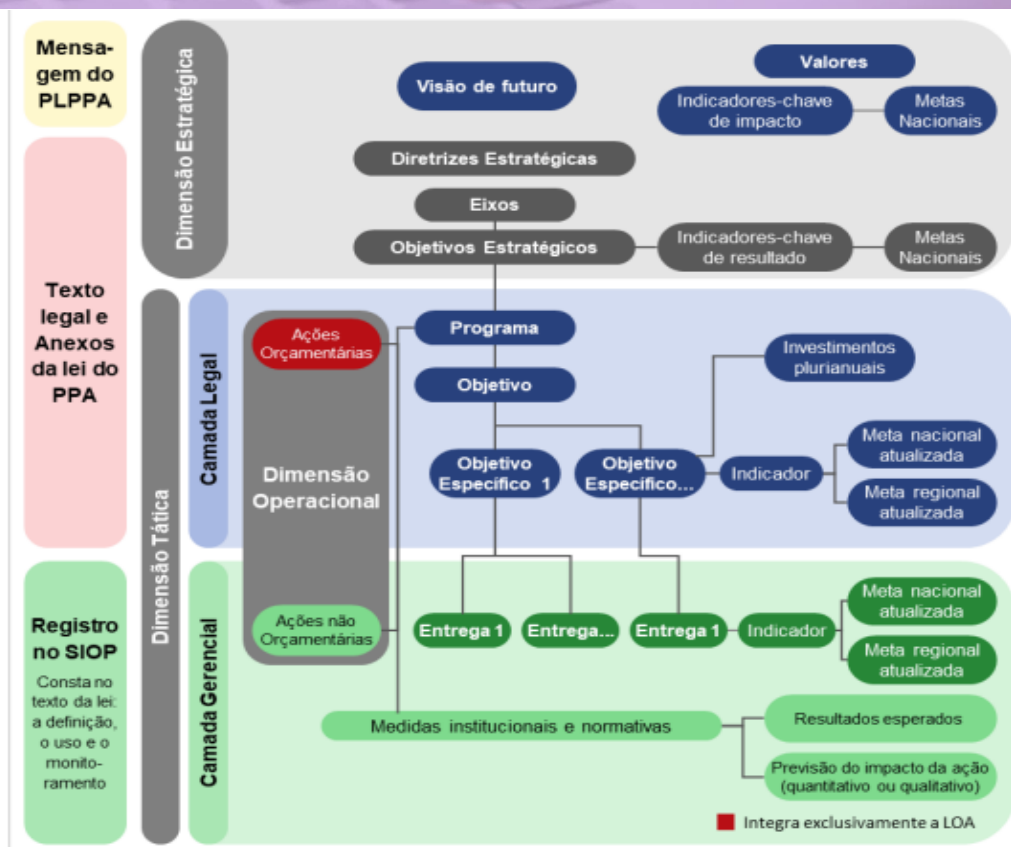 Mensa-
gem do
PLPPA
Texto
legal e
Anexos
da lei do
PPA
Registro
no SIOP
Consta no
texto da lei:
a definição,
o uso e o
monito-
ramento
Dimensão Estratégica
Visão de futuro
Valores
Indicadores-chave
de impacto
Metas
Nacionais
Diretrizes Estratégicas
Eixos
Objetivos Estratégicos
Indicadores-chave
de resultado
Metas
Nacionais
Dimensão Tática
Camada Legal
Ações
Orçamentárias
Dimensão
Operacional
Programa
Objetivo
Investimentos
plurianuais
Objetivo
Específico 1
Objetivo
Específico...
Indicador
Meta nacional
atualizada
Meta regional
atualizada
Camada Gerencial
Ações não
Orçamentárias
Entrega 1
Entrega...
Entrega 1
Indicador
Meta nacional
atualizada
Meta regional
atualizada
Medidas institucionais e normativas
Resultados esperados
Previsão do impacto da ação
(quantitativo ou qualitativo)
Integra exclusivamente a LOA